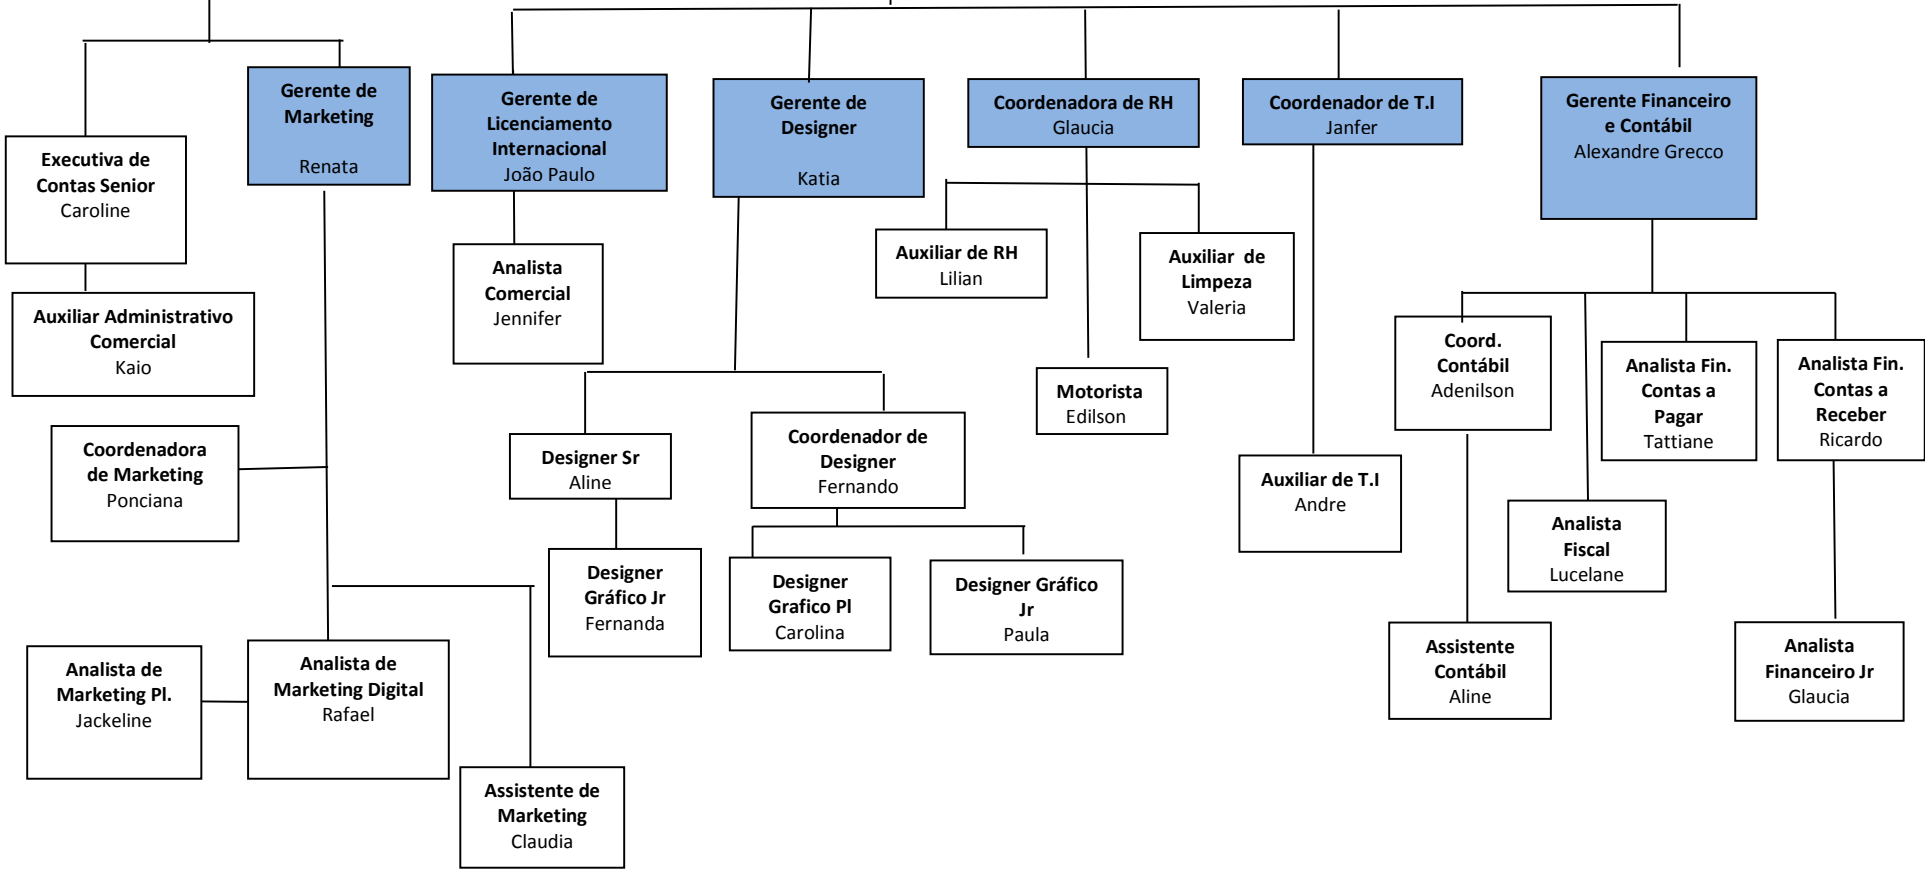 Gerente de
Marketing
Renata
Gerente de
Licenciamento
Internacional
João Paulo
Gerente de
Designer
Katia
Coordenadora de RH
Glaucia
Coordenador de T.I
Janfer
Gerente Financeiro
e Contábil
Alexandre Grecco
Executiva de
Contas Senior
Caroline
Auxiliar Administrativo
Comercial
Kaio
Analista
Comercial
Jennifer
Auxiliar de RH
Lilian
Auxiliar de
Limpeza
Valeria
Motorista
Edilson
Coord.
Contábil
Adenilson
Analista Fin.
Contas a
Pagar
Tattiane
Analista Fin.
Contas a
Receber
Ricardo
Coordenadora
de Marketing
Ponciana
Designer Sr
Aline
Coordenador de
Designer
Fernando
Auxiliar de T.I
Andre
Analista
Fiscal
Lucelane
Designer
Gráfico Jr
Fernanda
Designer
Grafico Pl
Carolina
Designer Gráfico
Jr
Paula
Assistente
Contábil
Aline
Analista
Financeiro Jr
Glaucia
Analista de
Marketing Pl.
Jackeline
Analista de
Marketing Digital
Rafael
Assistente de
Marketing
Claudia